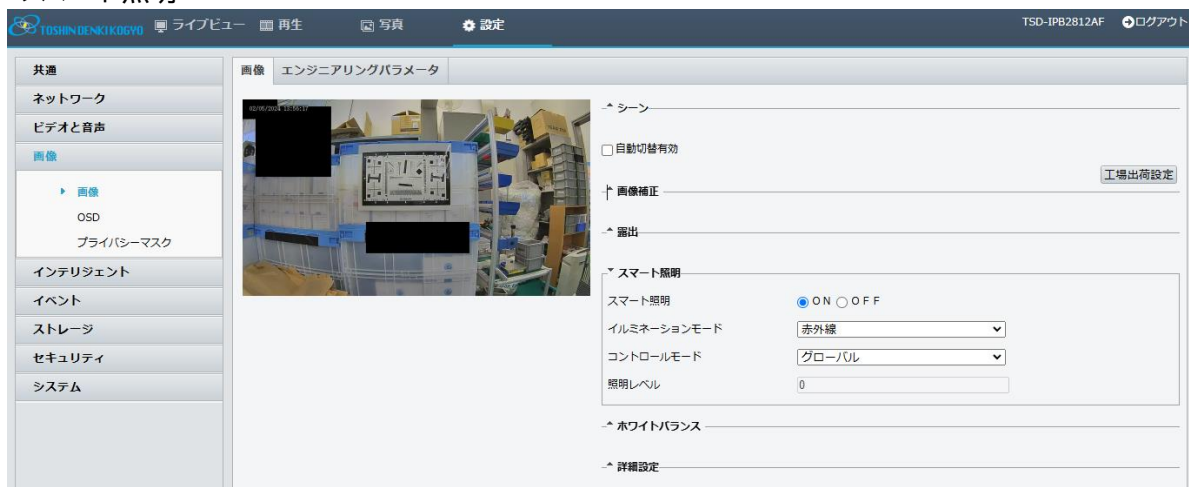 TOSHINDENKIKOGYO ライブビュー 再生 写真 設定 TSD-IPB2812AF ログアウト
共通
ネットワーク
ビデオと音声
画像
画像
OSD
プライバシーマスク
インテリジェント
イベント
ストレージ
セキュリティ
システム
画像 エンジニアリングパラメータ
シーン
自動切替有効
工場出荷設定
画像補正
露出
スマート照明
スマート照明 ON OFF
イルミネーションモード 赤外線
コントロールモード グローバル
照明レベル 0
ホワイトバランス
詳細設定